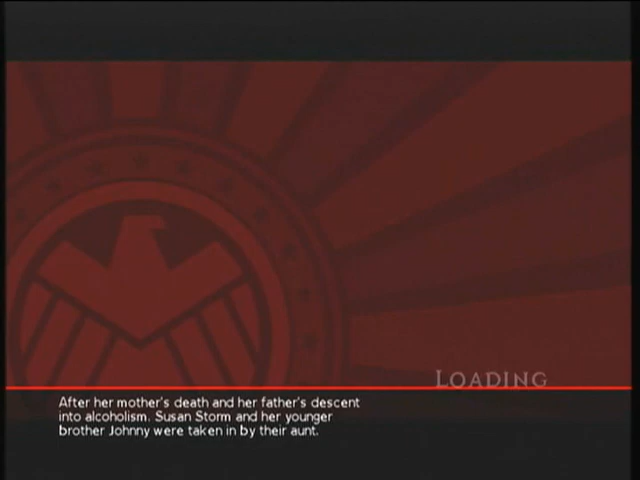 LOADING
After her mother's death and her father's descent
into alcoholism. Susan Storm and her younger
brother Johnny were taken in by their aunt.